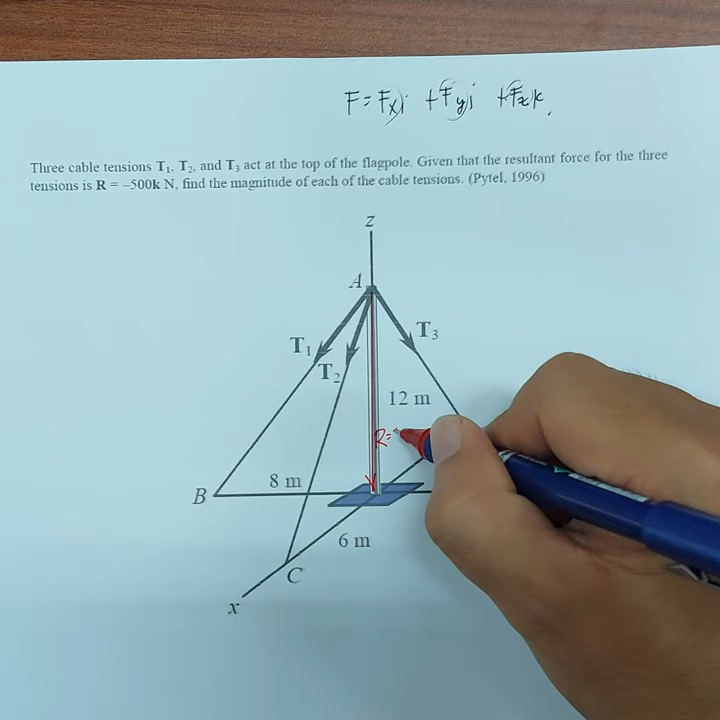 F = Fxi + Fyj + Fzk
Three cable tensions T1, T2, and T3 act at the top of the flagpole. Given that the resultant force for the three
tensions is R = –500k N, find the magnitude of each of the cable tensions. (Pytel, 1996)
z
A
T1
T3
T2
12 m
R=
8 m
B
6 m
C
x